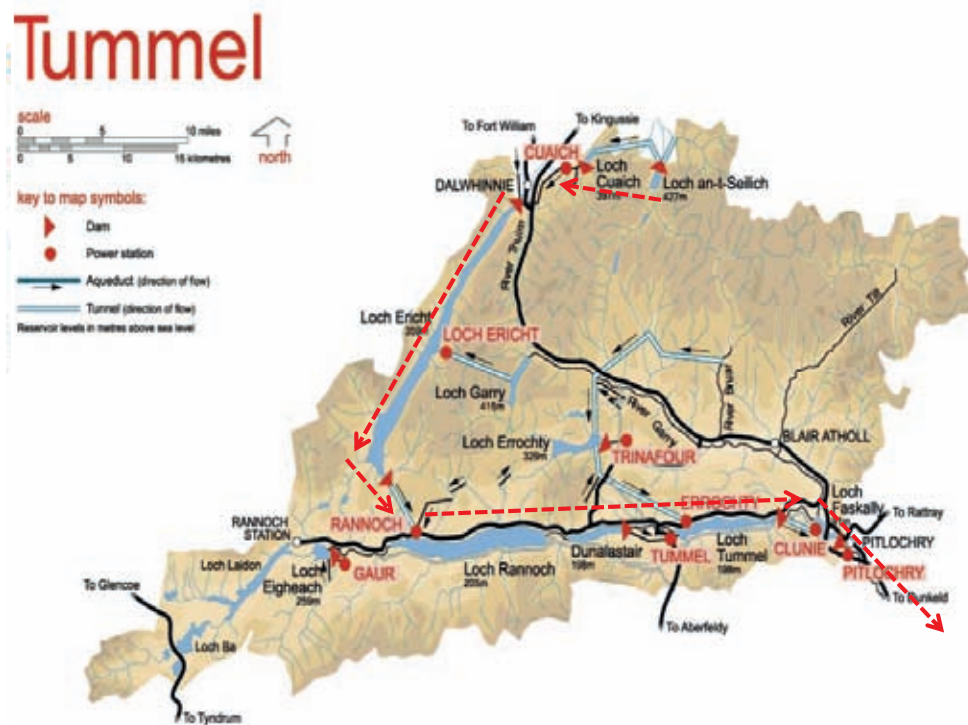 Tummel
scale
0 5 10 miles
0 5 10 15 kilometres
north
key to map symbols:
Dam
Power station
Aqueduct (direction of flow)
Tunnel (direction of flow)
Reservoir levels in metres above sea level
To Fort William
To Kingussie
CUAICH
Loch
Cuaich
397m
Loch an-t-Seilich
427m
DALWHINNIE
River Truim
River Tilt
Loch Ericht
LOCH ERICHT
Loch Garry
415m
River Garry
River Bruar
BLAIR ATHOLL
Loch Errochty
329m
TRINAFOUR
ERROCHTY
Loch
Faskally
To Rattray
PITLOCHRY
PITLOCHRY
To Dunkeld
RANNOCH
STATION
RANNOCH
Loch Laidon
Loch
Eigheach
259m
GAUR
Loch Rannoch
205m
Dunalastair
198m
TUMMEL
Loch
Tummel
CLUNIE
To Glencoe
Loch Ba
To Aberfeldy
To Tyndrum